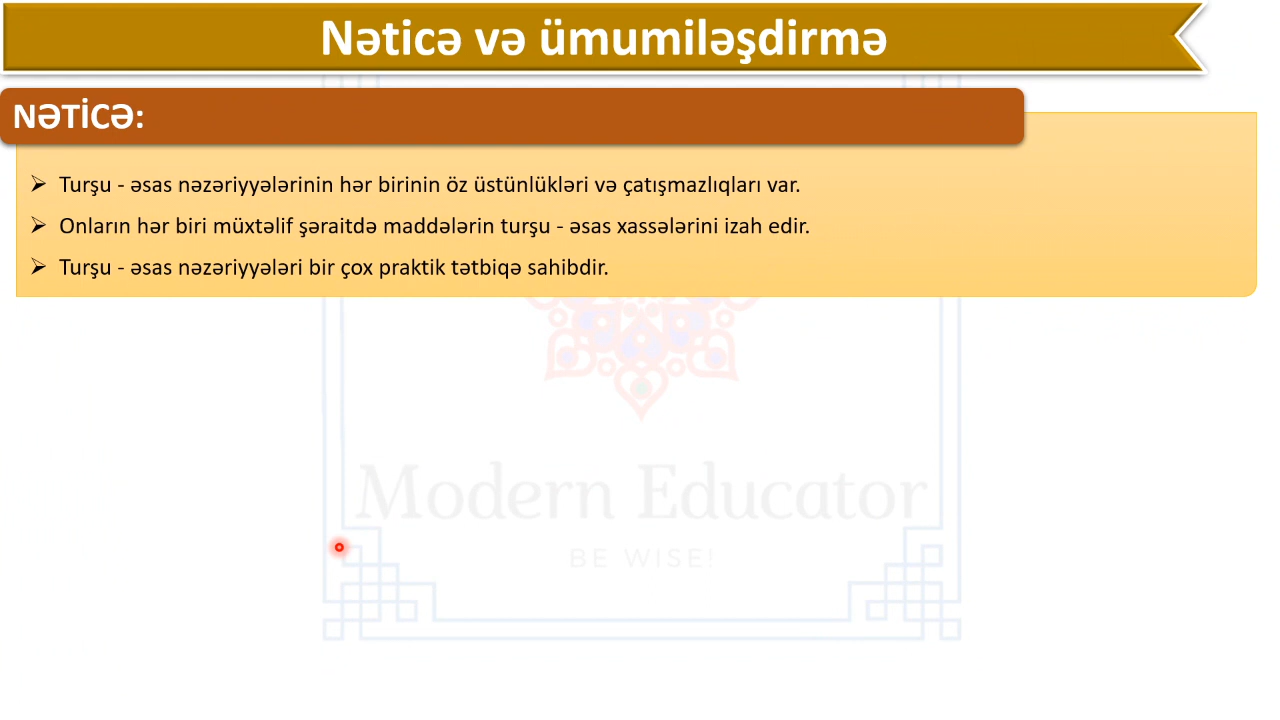 Nəticə və ümumiləşdirmə
NƏTİCƏ:
Turşu - əsas nəzəriyyələrinin hər birinin öz üstünlükləri və çatışmazlıqları var.
Onların hər biri müxtəlif şəraitdə maddələrin turşu - əsas xassələrini izah edir.
Turşu - əsas nəzəriyyələri bir çox praktik tətbiqə sahibdir.
Modern Educator
BE WISE!